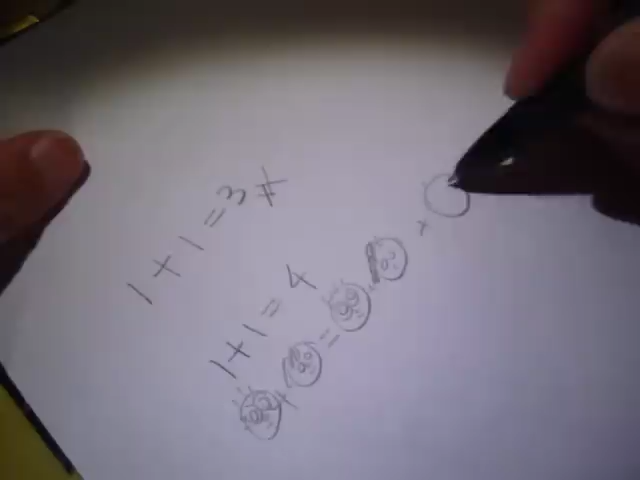 1 + 1 = 3 #
1 + 1 = 4
+ = +